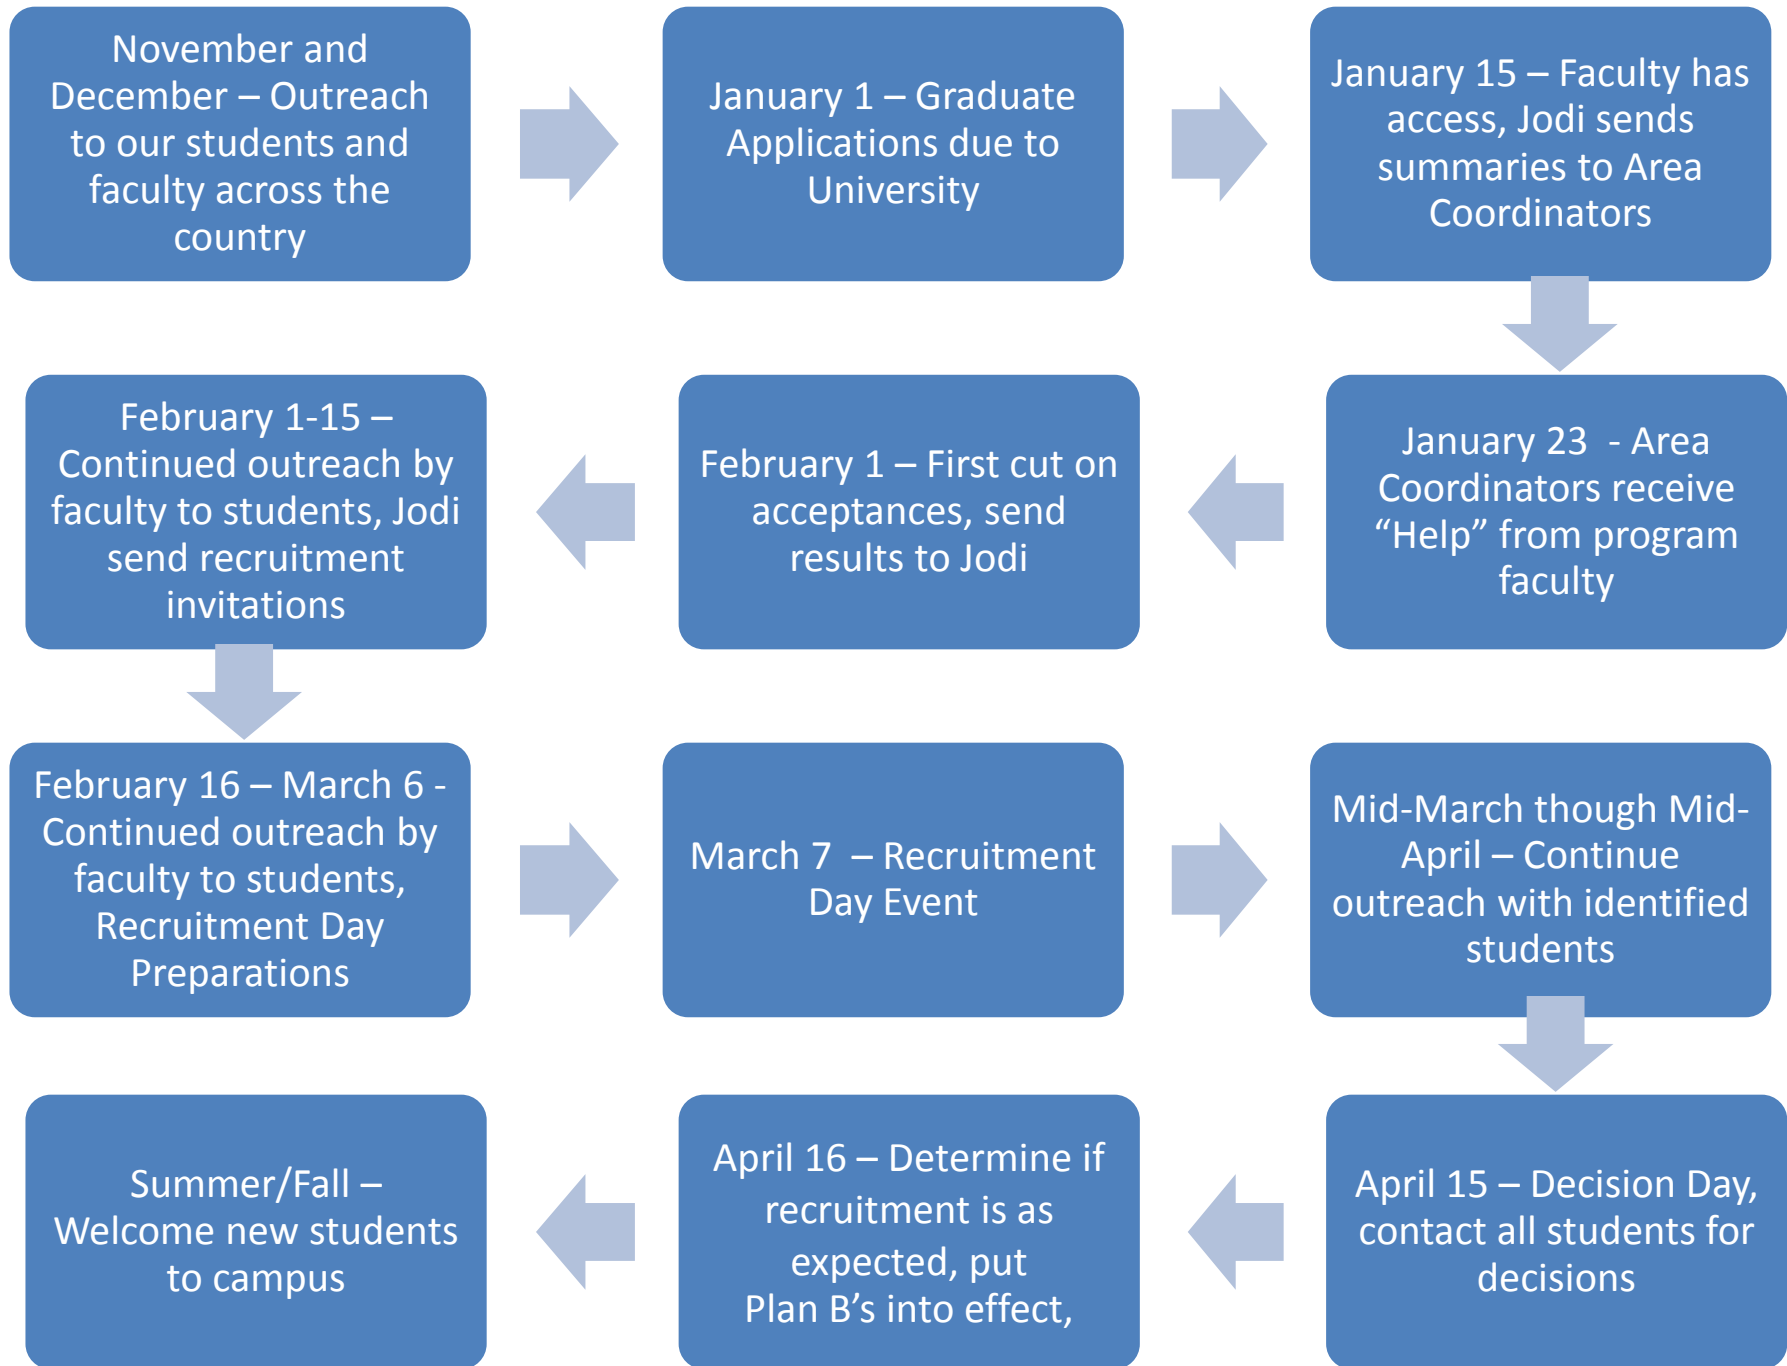 November and
December – Outreach
to our students and
faculty across the
country
January 1 – Graduate
Applications due to
University
January 15 – Faculty has
access, Jodi sends
summaries to Area
Coordinators
January 23  - Area
Coordinators receive
“Help” from program
faculty
February 1 – First cut on
acceptances, send
results to Jodi
February 1-15 –
Continued outreach by
faculty to students, Jodi
send recruitment
invitations
February 16 – March 6 -
Continued outreach by
faculty to students,
Recruitment Day
Preparations
March 7  – Recruitment
Day Event
Mid-March though Mid-
April – Continue
outreach with identified
students
April 15 – Decision Day,
contact all students for
decisions
April 16 – Determine if
recruitment is as
expected, put
Plan B’s into effect,
Summer/Fall –
Welcome new students
to campus